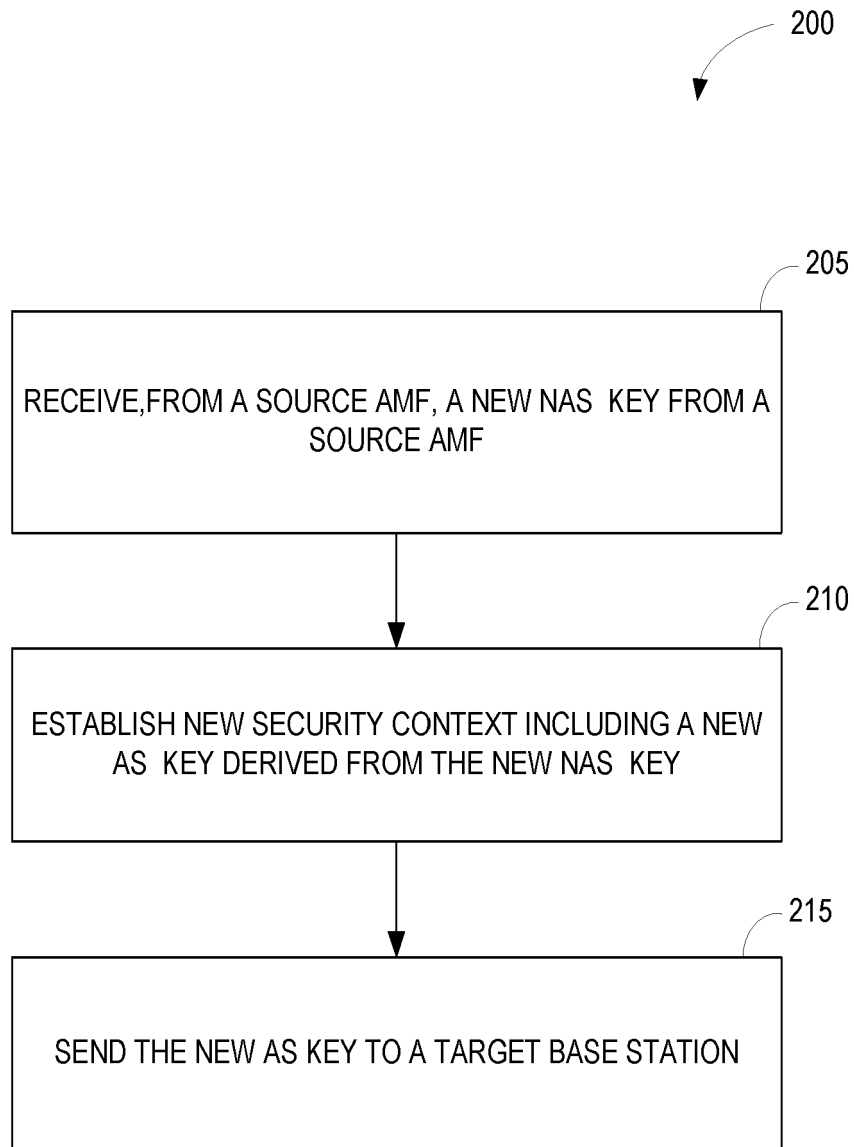 200
205
RECEIVE,FROM A SOURCE AMF, A NEW NAS KEY FROM A
SOURCE AMF
210
ESTABLISH NEW SECURITY CONTEXT INCLUDING A NEW
AS KEY DERIVED FROM THE NEW NAS KEY
215
SEND THE NEW AS KEY TO A TARGET BASE STATION